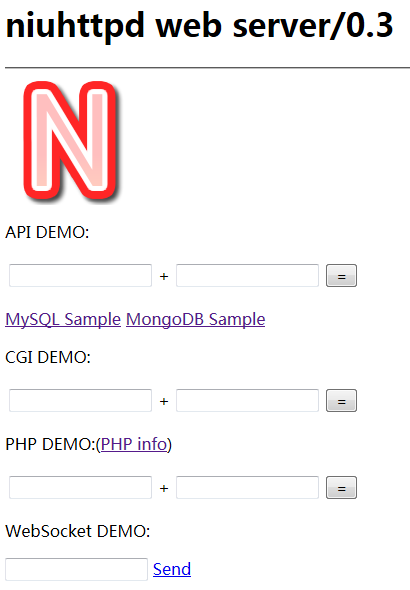 niuhttpd web server/0.3
N
API DEMO:
+ =
MySQL Sample MongoDB Sample
CGI DEMO:
+ =
PHP DEMO:(PHP info)
+ =
WebSocket DEMO:
Send